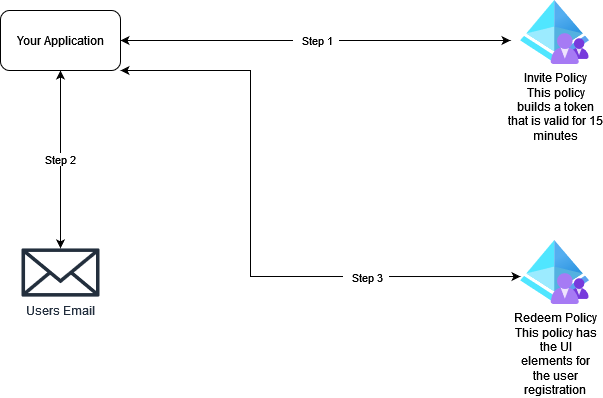 Your Application
Step 1
Invite Policy
This policy
builds a token
that is valid for 15
minutes
Step 2
Users Email
Step 3
Redeem Policy
This policy has
the UI
elements for
the user
registration